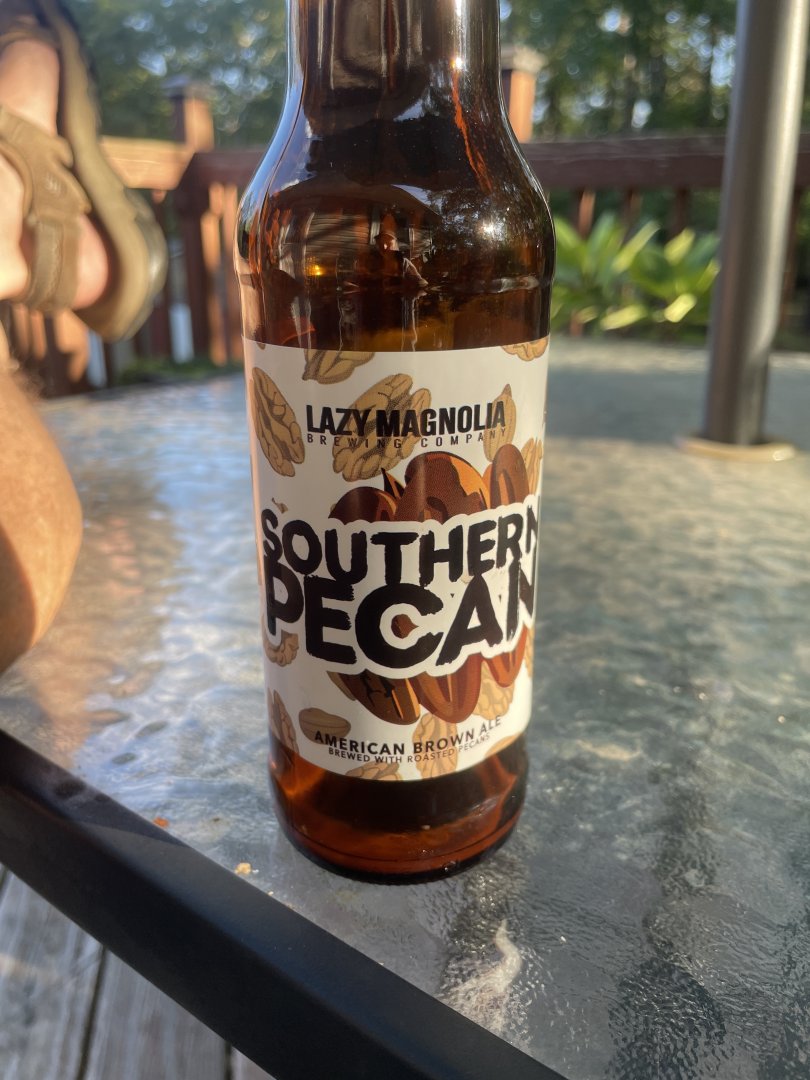 LAZY MAGNOLIA
BREWING COMPANY
SOUTHERN
PECAN
AMERICAN BROWN ALE
BREWED WITH ROASTED PECANS